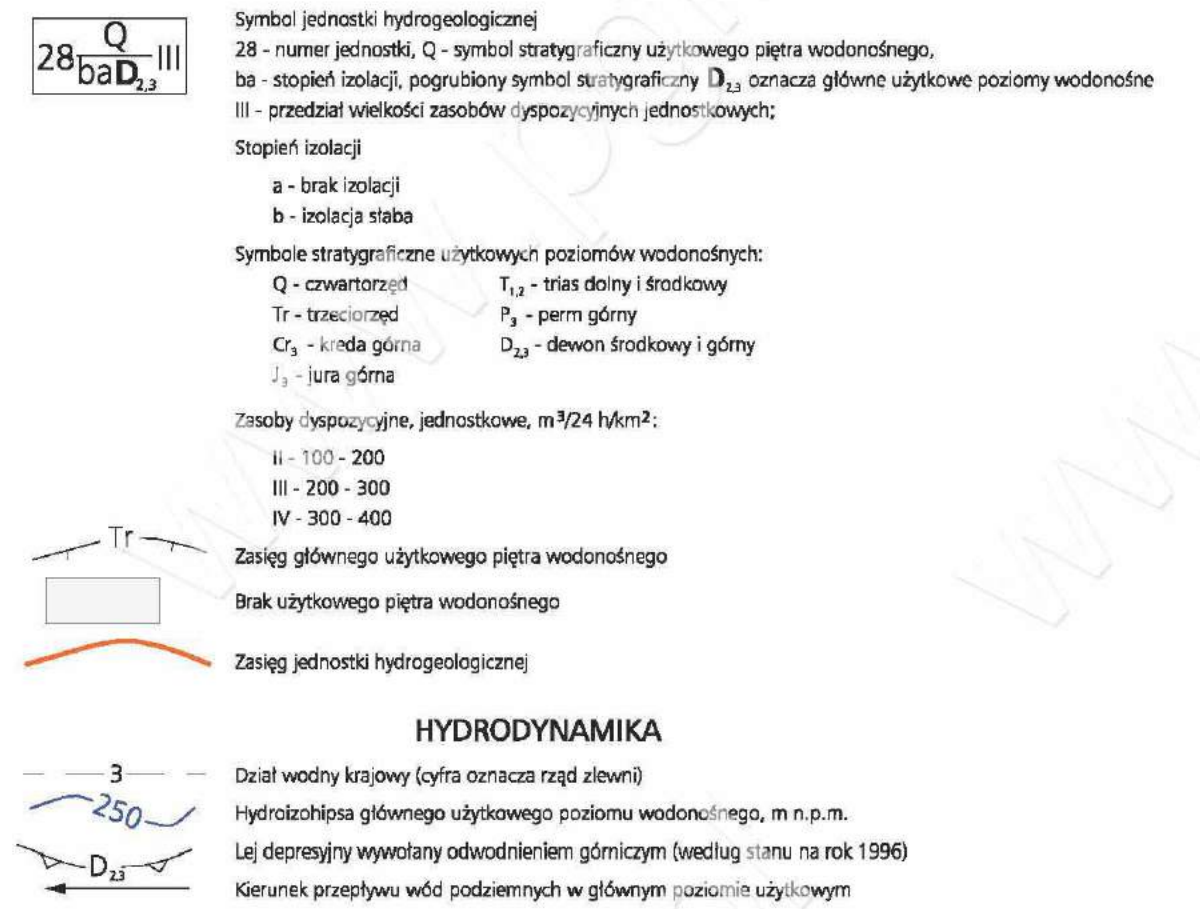 28 Q/baD2,3 III
Symbol jednostki hydrogeologicznej
28 - numer jednostki, Q - symbol stratygraficzny użytkowego piętra wodonośnego,
ba - stopień izolacji, pogrubiony symbol stratygraficzny D2,3 oznacza główne użytkowe poziomy wodonośne
III - przedział wielkości zasobów dyspozycyjnych jednostkowych;
Stopień izolacji
a - brak izolacji
b - izolacja słaba
Symbole stratygraficzne użytkowych poziomów wodonośnych:
Q - czwartorzęd
Tr - trzeciorzęd
Cr3 - kreda górna
J3 - jura górna
T1,2 - trias dolny i środkowy
P3 - perm górny
D2,3 - dewon środkowy i górny
Zasoby dyspozycyjne, jednostkowe, m3/24 h/km2:
II - 100 - 200
III - 200 - 300
IV - 300 - 400
Tr
Zasięg głównego użytkowego piętra wodonośnego
Brak użytkowego piętra wodonośnego
Zasięg jednostki hydrogeologicznej
HYDRODYNAMIKA
3
Dział wodny krajowy (cyfra oznacza rząd zlewni)
250
Hydroizohipsa głównego użytkowego poziomu wodonośnego, m n.p.m.
D2,3
Lej depresyjny wywołany odwodnieniem górniczym (według stanu na rok 1996)
Kierunek przepływu wód podziemnych w głównym poziomie użytkowym